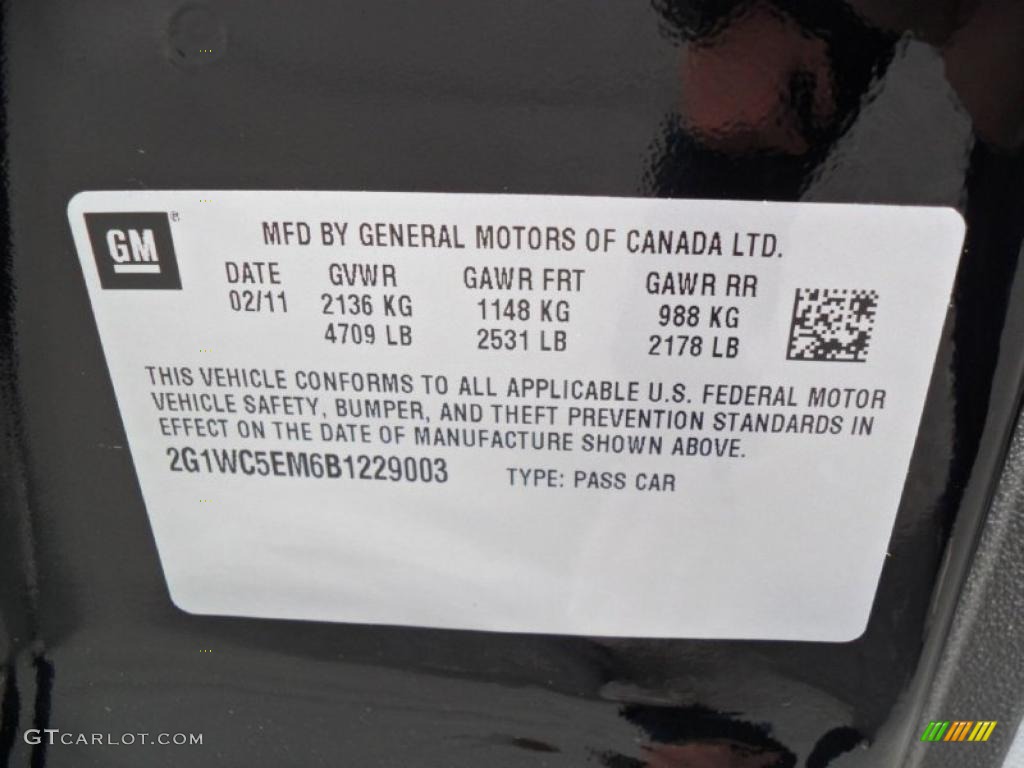 GM ®
MFD BY GENERAL MOTORS OF CANADA LTD.
DATE GVWR GAWR FRT GAWR RR
02/11 2136 KG 1148 KG 988 KG
4709 LB 2531 LB 2178 LB
THIS VEHICLE CONFORMS TO ALL APPLICABLE U.S. FEDERAL MOTOR
VEHICLE SAFETY, BUMPER, AND THEFT PREVENTION STANDARDS IN
EFFECT ON THE DATE OF MANUFACTURE SHOWN ABOVE.
2G1WC5EM6B1229003 TYPE: PASS CAR
GTCARLOT.COM